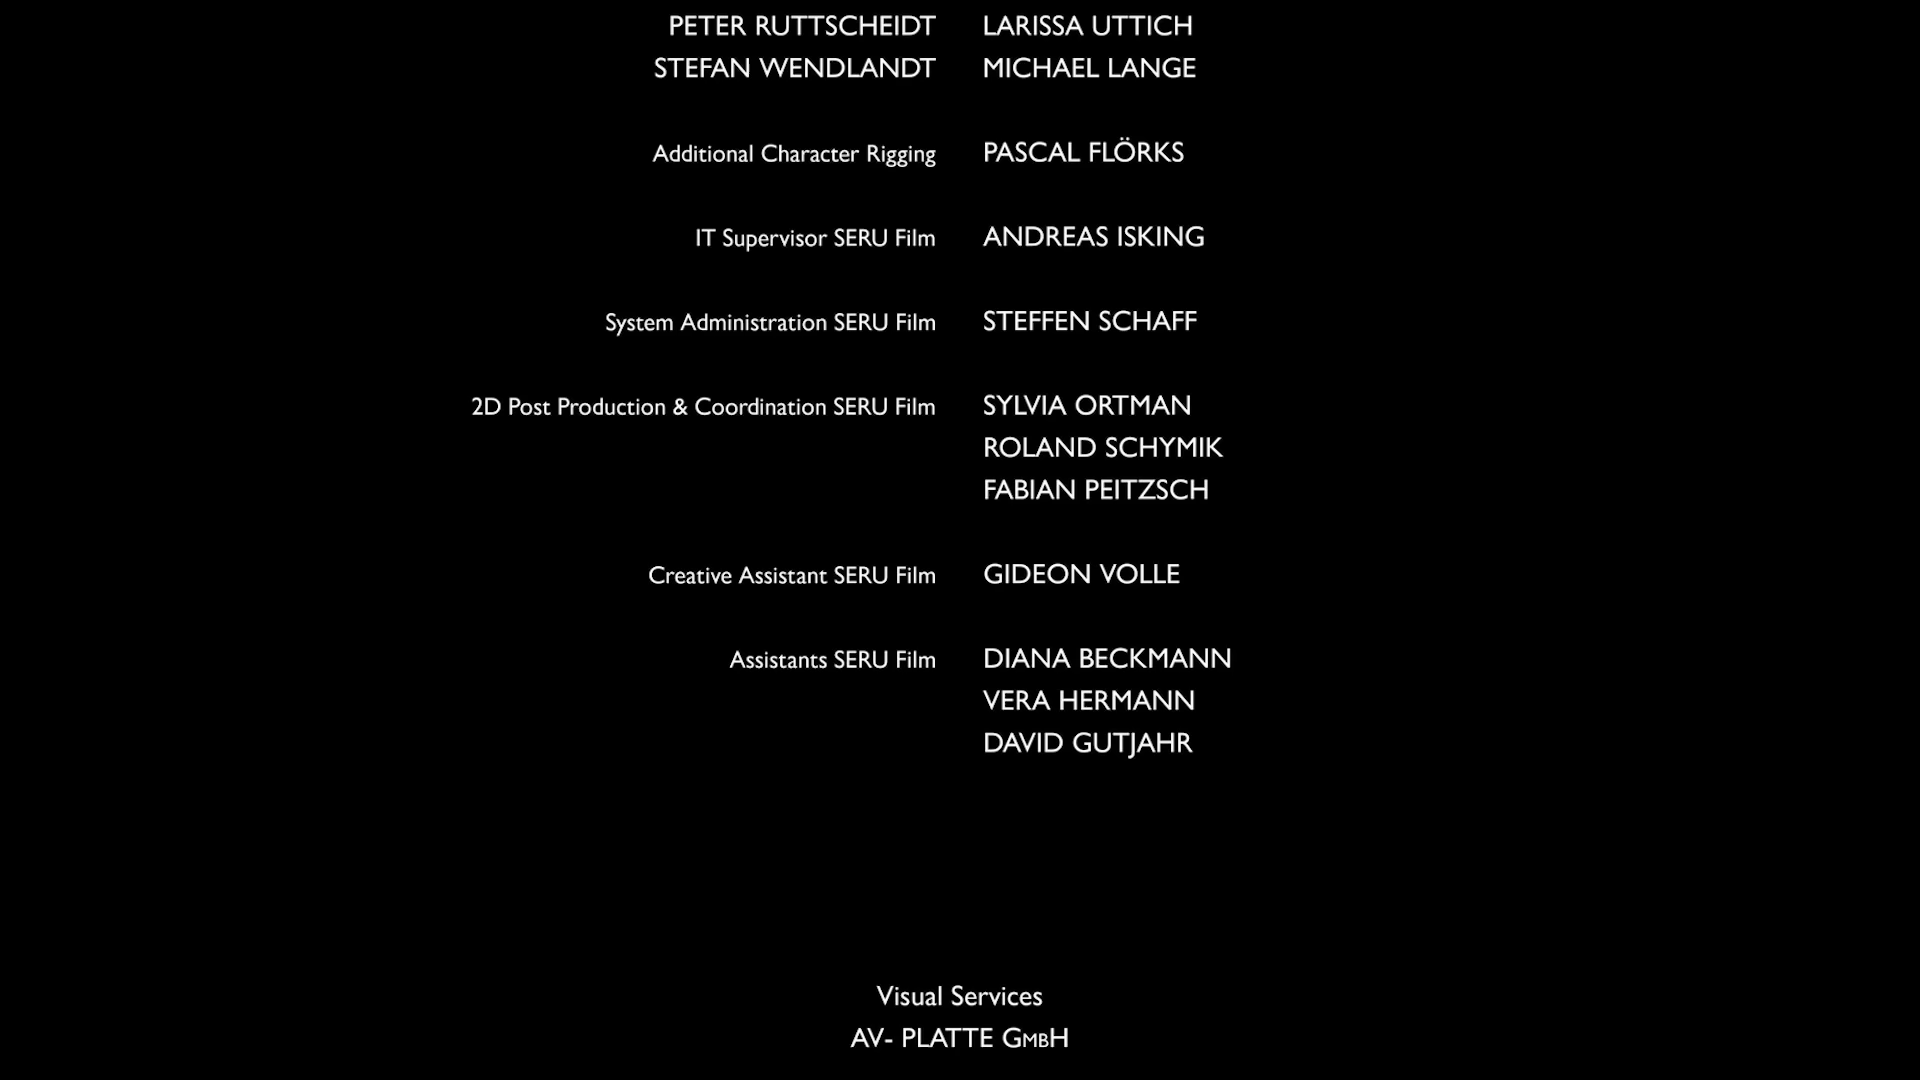 PETER RUTTSCHEIDT LARISSA UTTICH
STEFAN WENDLANDT MICHAEL LANGE
Additional Character Rigging PASCAL FLÖRKS
IT Supervisor SERU Film ANDREAS ISKING
System Administration SERU Film STEFFEN SCHAFF
2D Post Production & Coordination SERU Film SYLVIA ORTMAN
ROLAND SCHYMIK
FABIAN PEITZSCH
Creative Assistant SERU Film GIDEON VOLLE
Assistants SERU Film DIANA BECKMANN
VERA HERMANN
DAVID GUTJAHR
Visual Services
AV- PLATTE GMBH